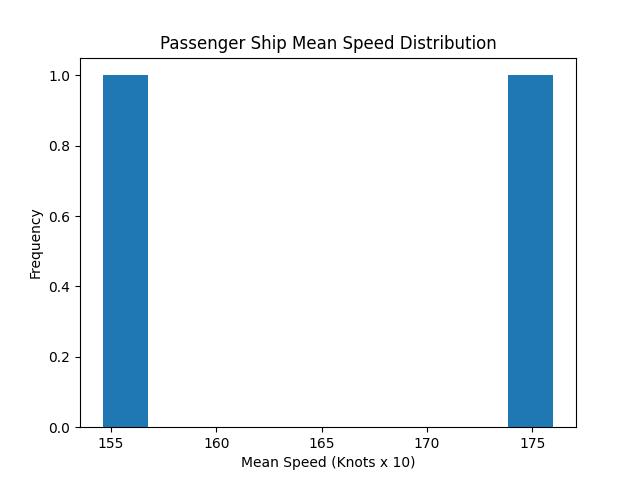 Passenger Ship Mean Speed Distribution
1.0
0.8
0.6
0.4
0.2
0.0
Frequency
155 160 165 170 175
Mean Speed (Knots x 10)